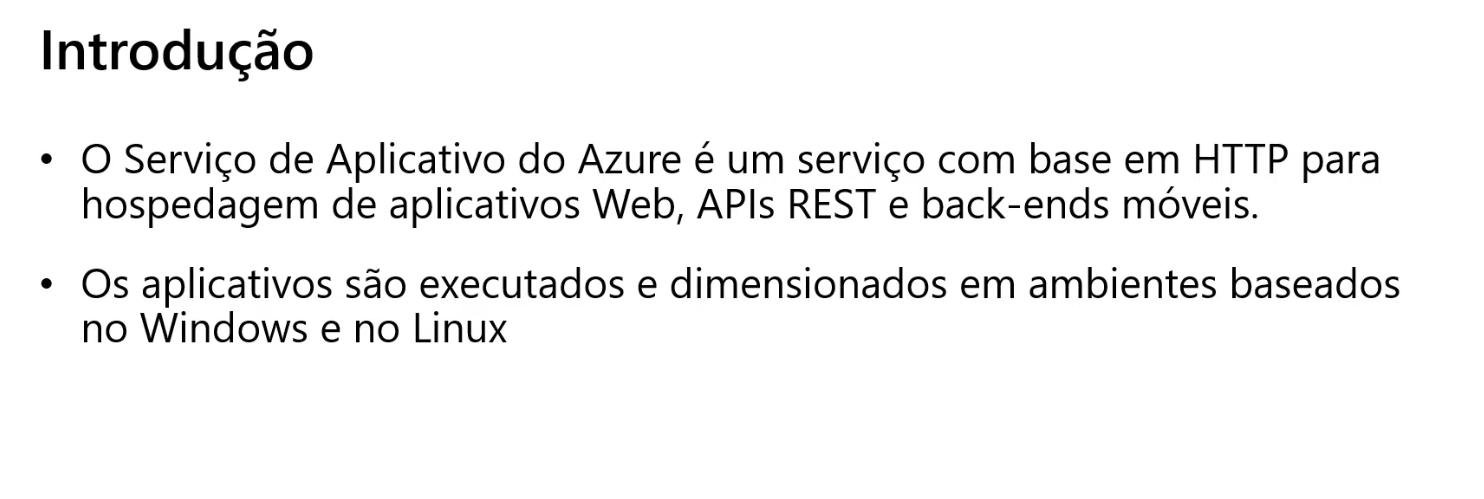 Introdução
• O Serviço de Aplicativo do Azure é um serviço com base em HTTP para
hospedagem de aplicativos Web, APIs REST e back-ends móveis.
• Os aplicativos são executados e dimensionados em ambientes baseados
no Windows e no Linux